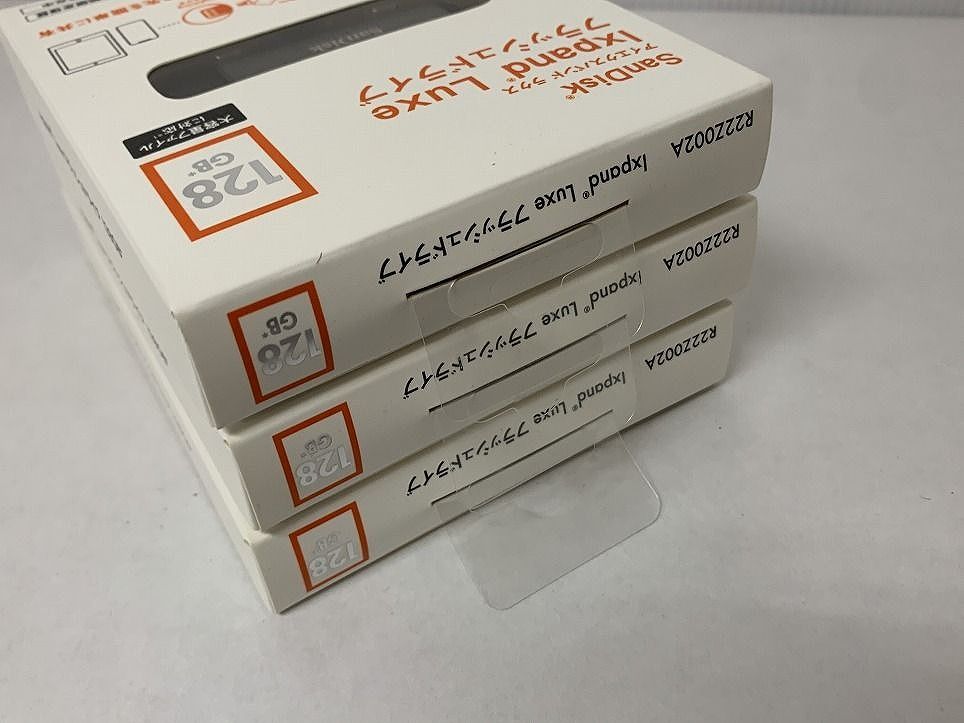 SanDisk®
アイエクスパンド ラクス
Ixpand® Luxe
フラッシュドライブ
SanDisk
大容量ファイル
に対応*¹
128
GB*
R22Z002A
Ixpand® Luxe フラッシュドライブ
128
GB*
R22Z002A
Ixpand® Luxe フラッシュドライブ
128
GB*
R22Z002A
Ixpand® Luxe フラッシュドライブ
128
GB*